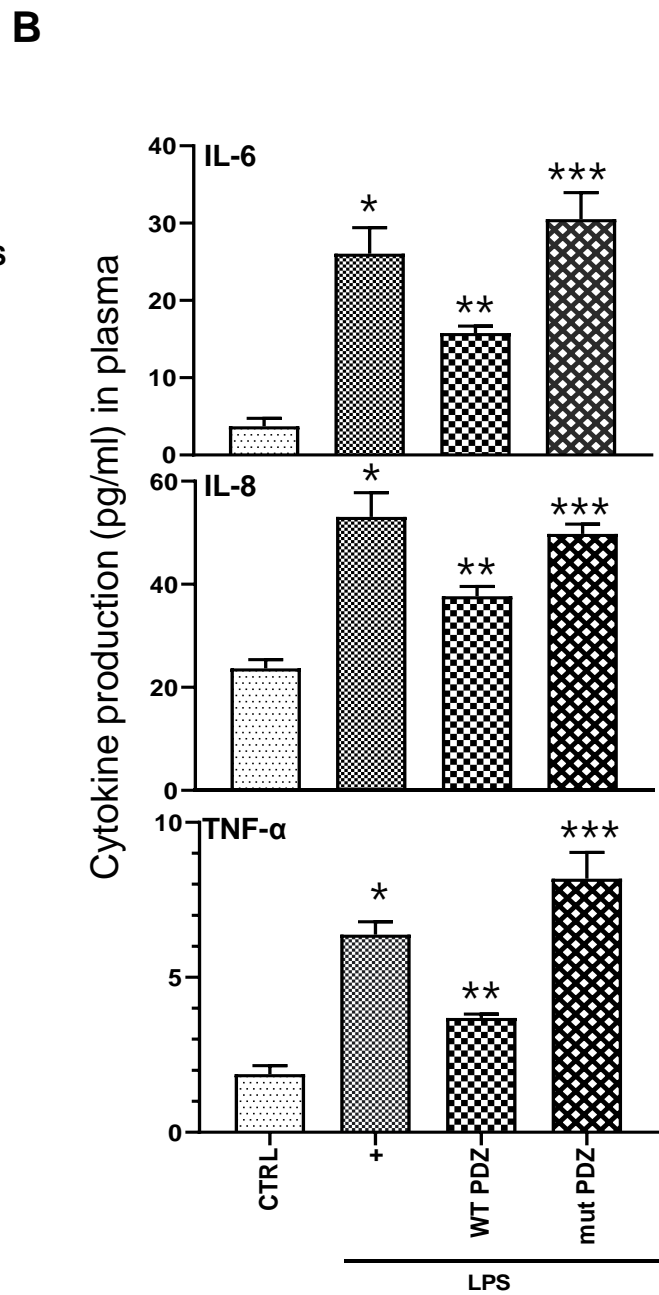 B
s
Cytokine production (pg/ml) in plasma
IL-6
40
30
20
10
0
*
**
***
IL-8
60
40
20
0
*
**
***
TNF-α
10
5
0
*
**
***
CTRL
+
WT PDZ
mut PDZ
LPS